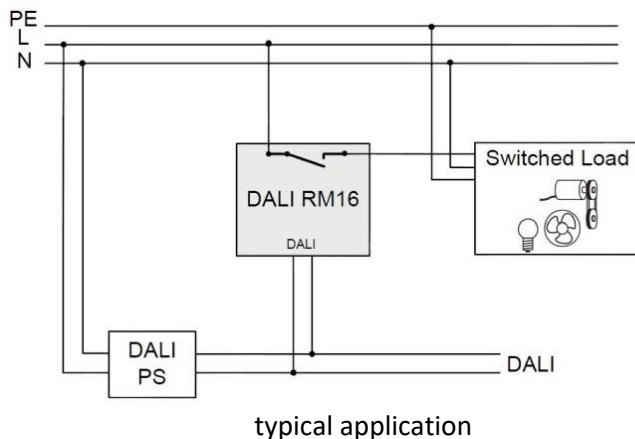 PE
L
N
Switched Load
DALI RM16
DALI
DALI
PS
DALI
typical application